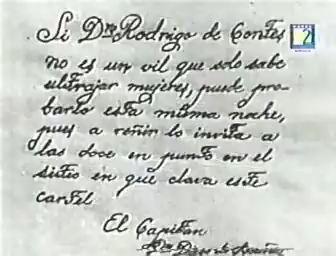 Si Dn Rodrigo de Contes
no es un vil que solo sabe
ultrajar mujeres, puede pro-
barlo esta misma noche,
pues a reñir lo invita a
las doce en punto en el
sitio en que clava este
cartel
El Capitan